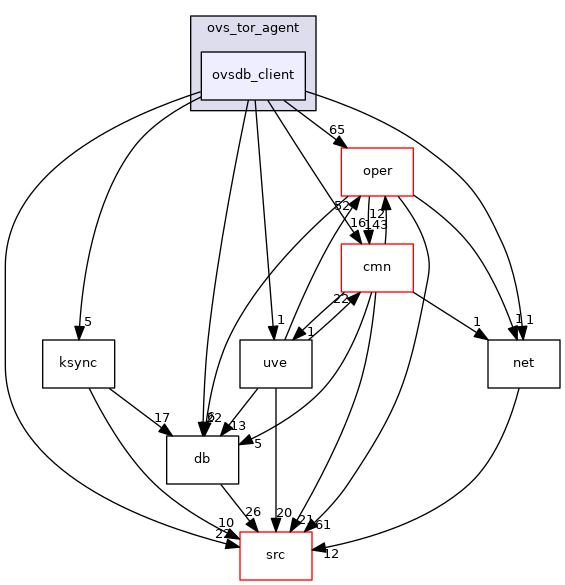 ovs_tor_agent
ovsdb_client
65
oper
52
12
16
143
cmn
22
5
1
1
1
1
1
ksync
uve
net
17
62
13
5
db
26
10
20
21
61
12
src